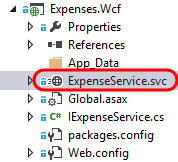 Expenses.Wcf
Properties
References
App_Data
ExpenseService.svc
Global.asax
IExpenseService.cs
packages.config
Web.config